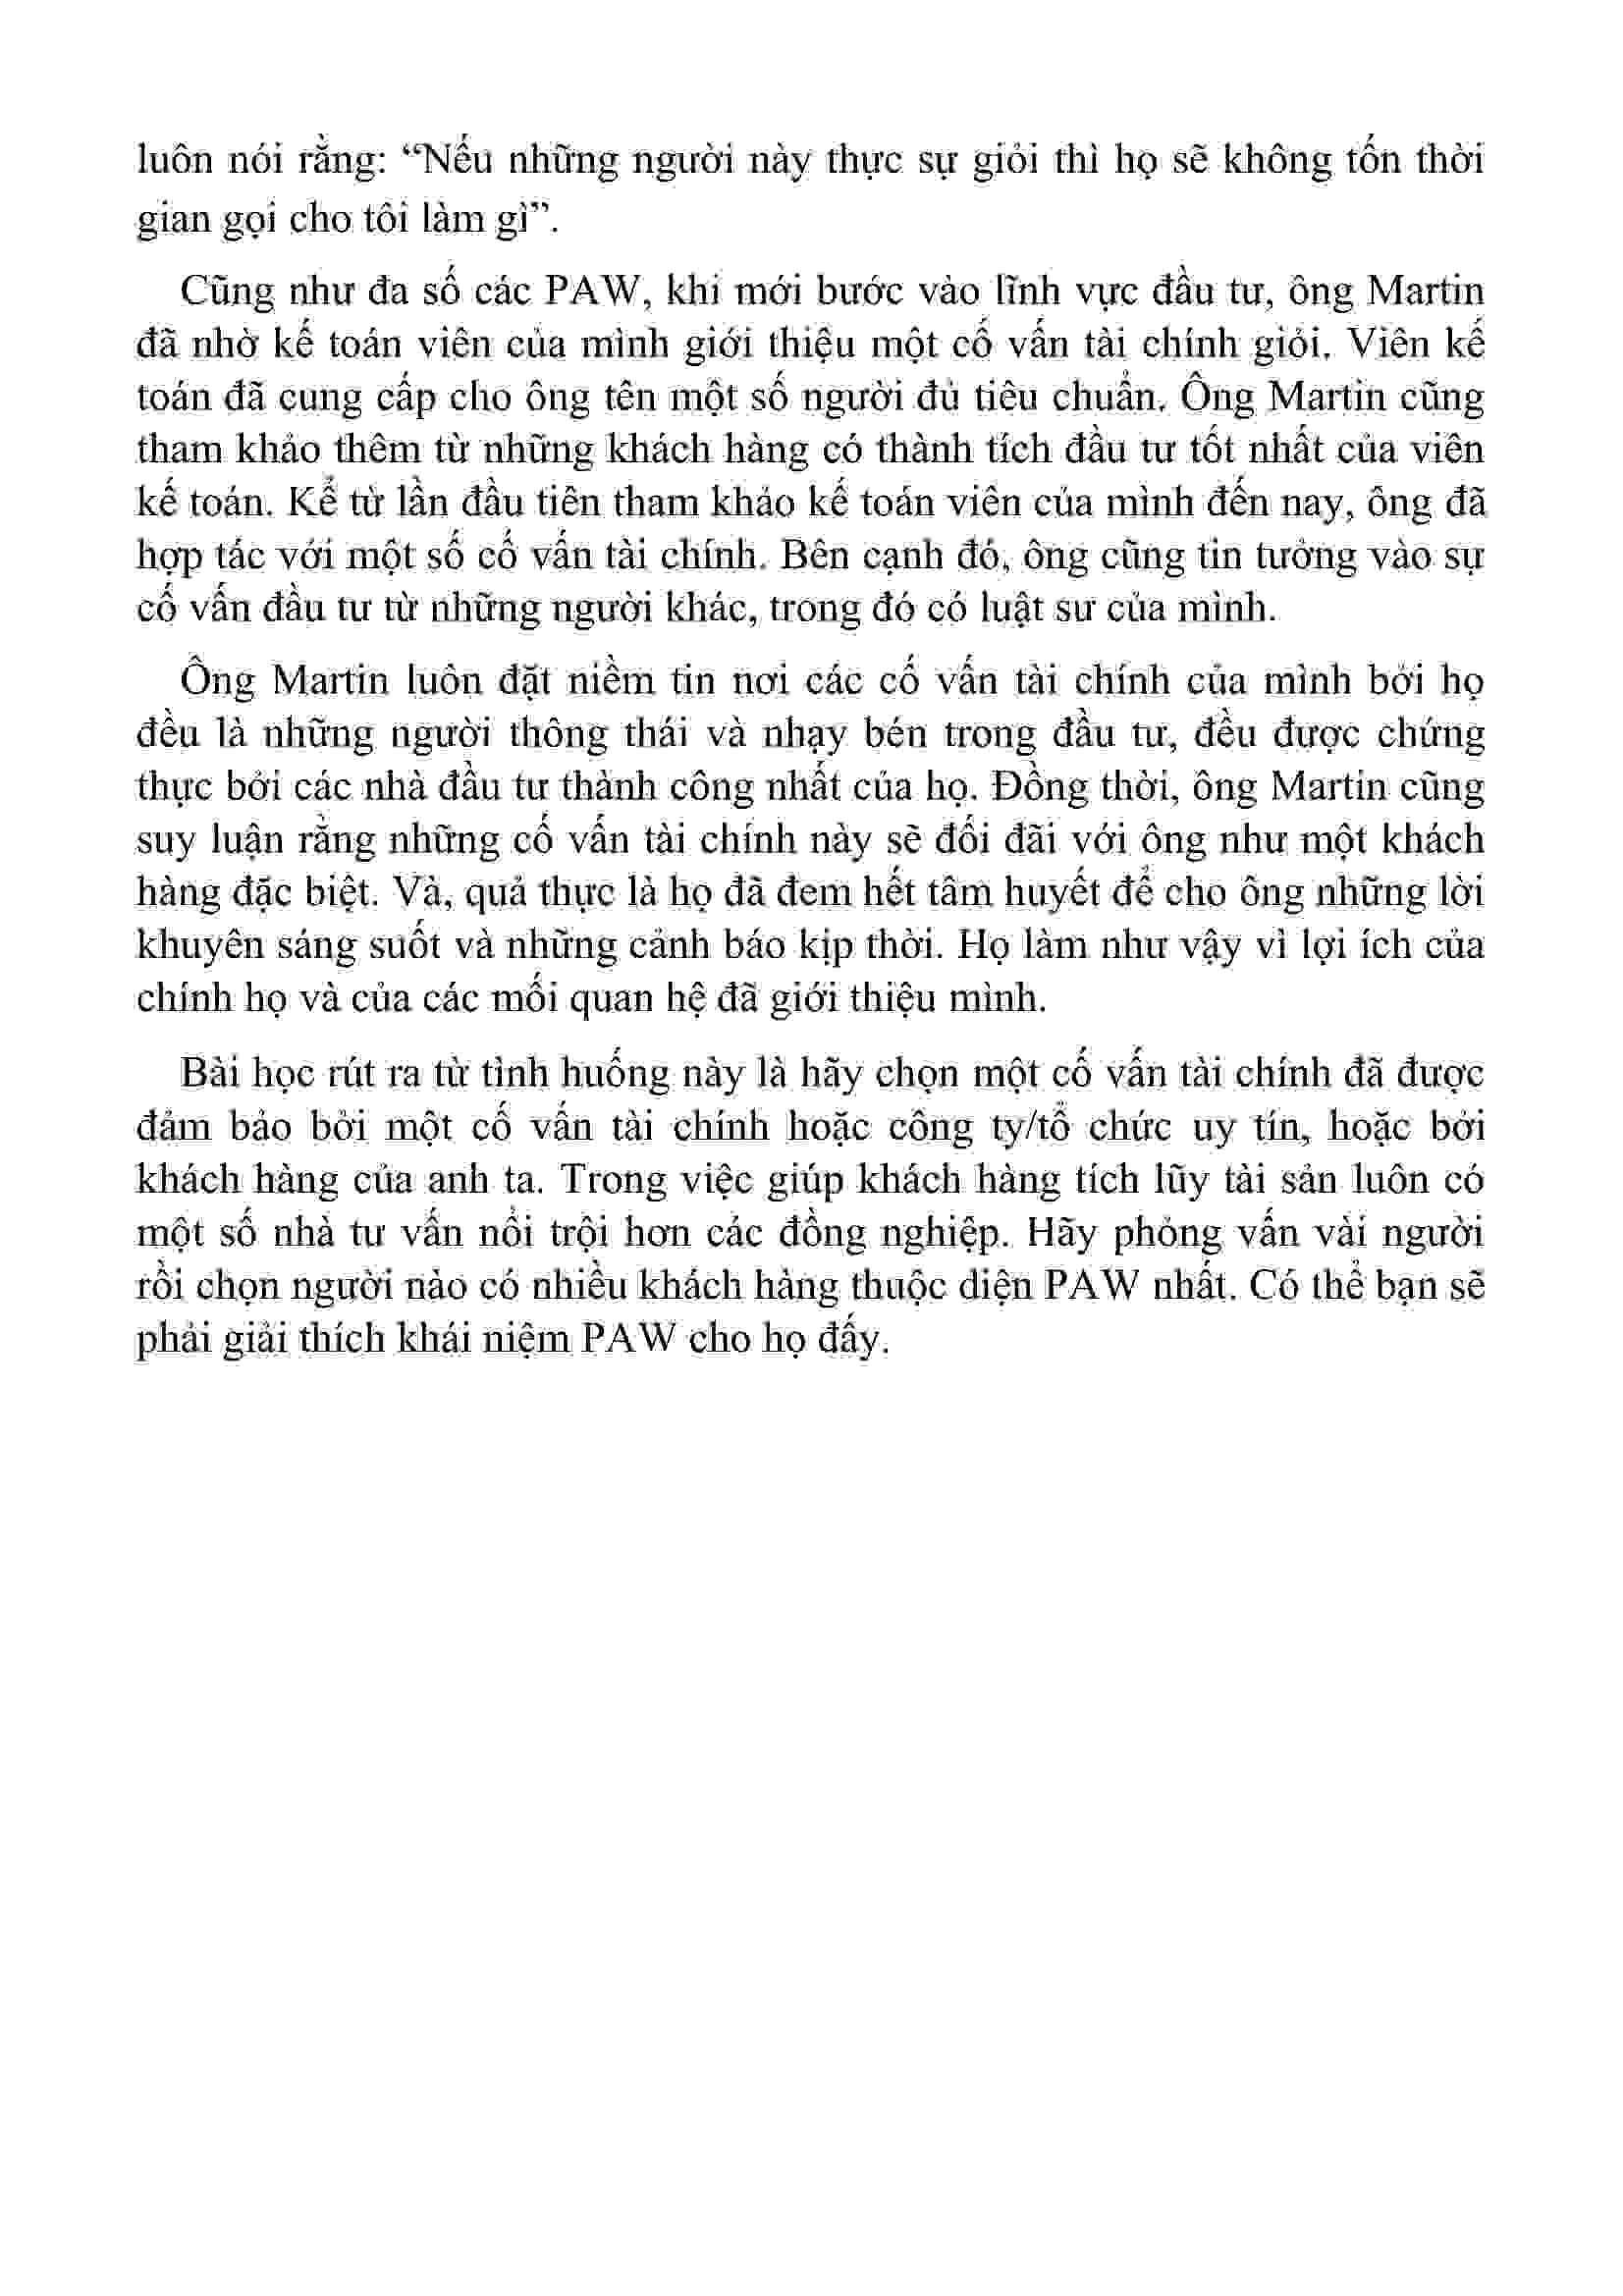 luôn nói rằng: “Nếu những người này thực sự giỏi thì họ sẽ không tốn thời
gian gọi cho tôi làm gì”.
Cũng như đa số các PAW, khi mới bước vào lĩnh vực đầu tư, ông Martin
đã nhờ kế toán viên của mình giới thiệu một cố vấn tài chính giỏi. Viên kế
toán đã cung cấp cho ông tên một số người đủ tiêu chuẩn. Ông Martin cũng
tham khảo thêm từ những khách hàng có thành tích đầu tư tốt nhất của viên
kế toán. Kể từ lần đầu tiên tham khảo kế toán viên của mình đến nay, ông đã
hợp tác với một số cố vấn tài chính. Bên cạnh đó, ông cũng tin tưởng vào sự
cố vấn đầu tư từ những người khác, trong đó có luật sư của mình.
Ông Martin luôn đặt niềm tin nơi các cố vấn tài chính của mình bởi họ
đều là những người thông thái và nhạy bén trong đầu tư, đều được chứng
thực bởi các nhà đầu tư thành công nhất của họ. Đồng thời, ông Martin cũng
suy luận rằng những cố vấn tài chính này sẽ đối đãi với ông như một khách
hàng đặc biệt. Và, quả thực là họ đã đem hết tâm huyết để cho ông những lời
khuyên sáng suốt và những cảnh báo kịp thời. Họ làm như vậy vì lợi ích của
chính họ và của các mối quan hệ đã giới thiệu mình.
Bài học rút ra từ tình huống này là hãy chọn một cố vấn tài chính đã được
đảm bảo bởi một cố vấn tài chính hoặc công ty/tổ chức uy tín, hoặc bởi
khách hàng của anh ta. Trong việc giúp khách hàng tích lũy tài sản luôn có
một số nhà tư vấn nổi trội hơn các đồng nghiệp. Hãy phỏng vấn vài người
rồi chọn người nào có nhiều khách hàng thuộc diện PAW nhất. Có thể bạn sẽ
phải giải thích khái niệm PAW cho họ đấy.